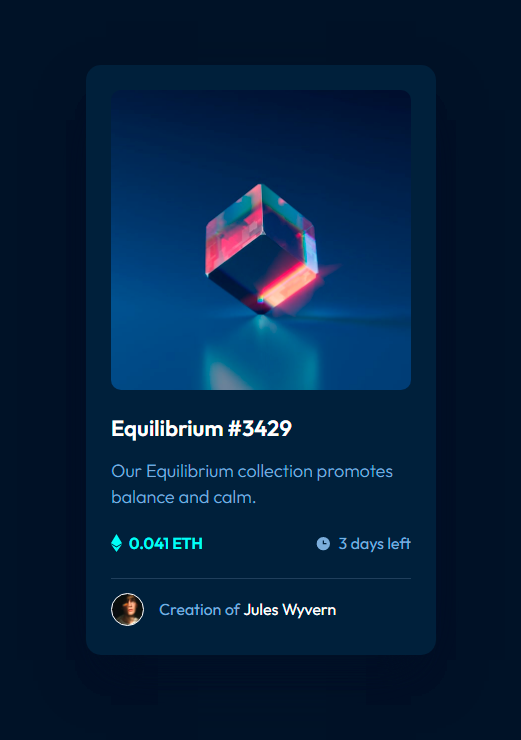 Equilibrium #3429
Our Equilibrium collection promotes
balance and calm.
0.041 ETH
3 days left
Creation of Jules Wyvern